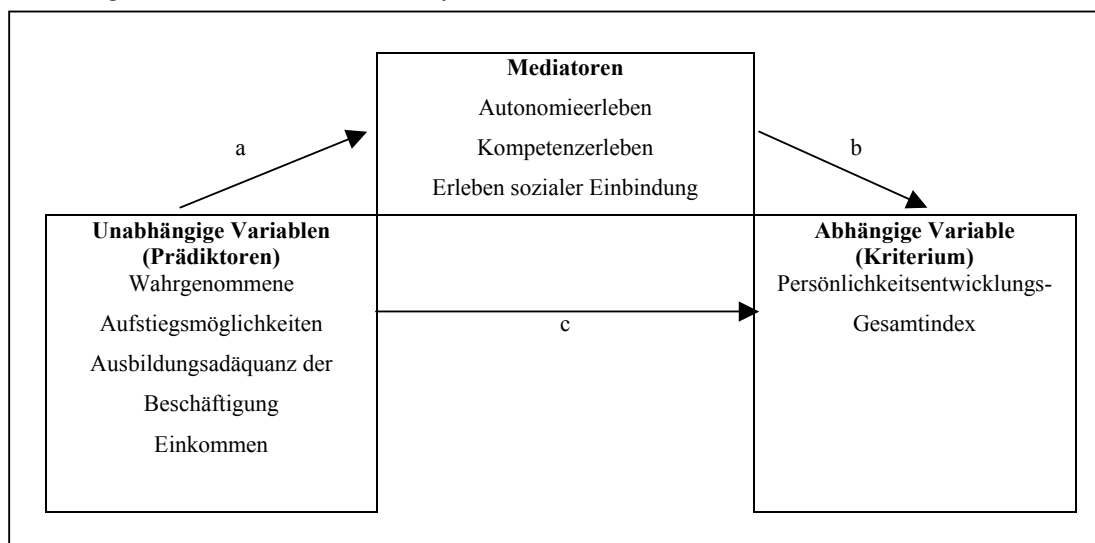 Mediatoren
Autonomieerleben
Kompetenzerleben
Erleben sozialer Einbindung
a
b
Unabhängige Variablen
(Prädiktoren)
Wahrgenommene
Aufstiegsmöglichkeiten
Ausbildungsadäquanz der
Beschäftigung
Einkommen
c
Abhängige Variable
(Kriterium)
Persönlichkeitsentwicklungs-
Gesamtindex